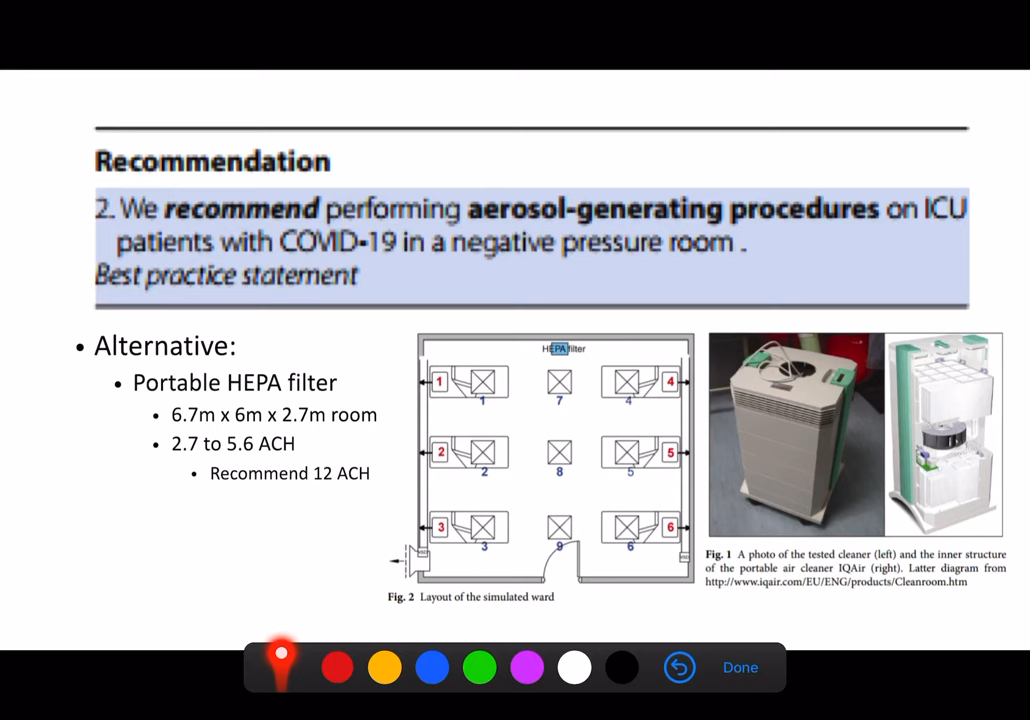 Recommendation
2. We recommend performing aerosol-generating procedures on ICU
patients with COVID-19 in a negative pressure room .
Best practice statement
• Alternative:
• Portable HEPA filter
• 6.7m x 6m x 2.7m room
• 2.7 to 5.6 ACH
• Recommend 12 ACH
HEPA filter
1 1 7 4 4
2 2 8 5 5
3 3 9 6 6
Fig. 2 Layout of the simulated ward
Fig. 1 A photo of the tested cleaner (left) and the inner structure
of the portable air cleaner IQAir (right). Latter diagram from
http://www.iqair.com/EU/ENG/products/Cleanroom.htm
Done